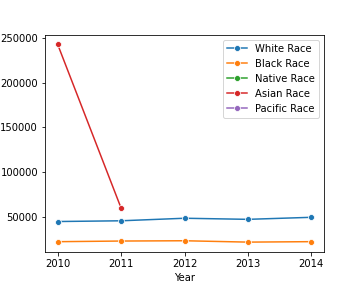 250000
200000
150000
100000
50000
2010 2011 2012 2013 2014
Year
White Race
Black Race
Native Race
Asian Race
Pacific Race